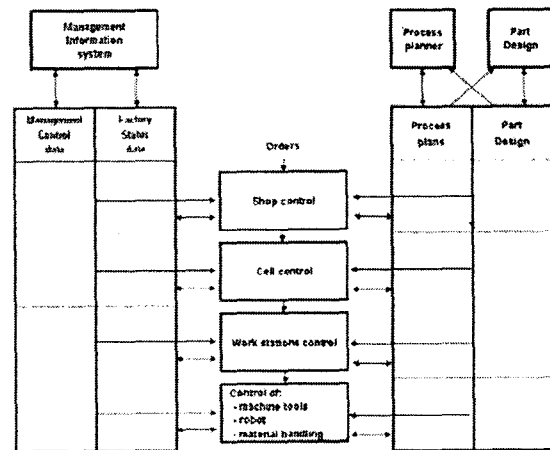 Management
Information
system
Process
planner
Part
Design
Management
Control
data
Factory
Status
data
Process
plans
Part
Design
Orders
Shop control
Cell control
Work stations control
Control of:
- machine tools
- robot
- material handling